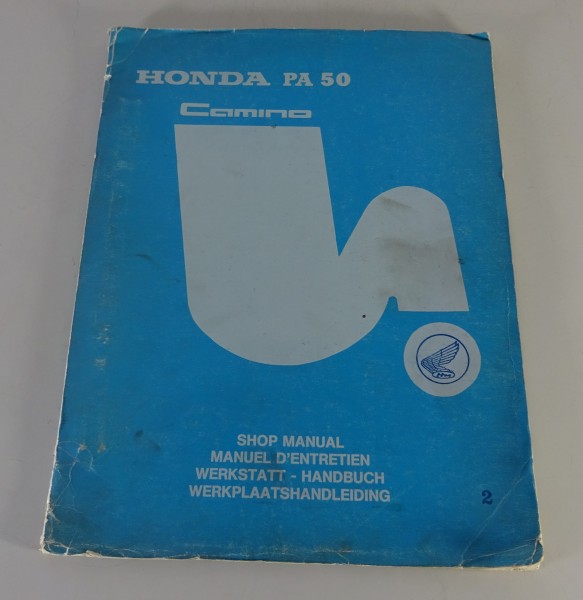 HONDA PA 50
Camino
SHOP MANUAL
MANUEL D'ENTRETIEN
WERKSTATT - HANDBUCH
WERKPLAATSHANDLEIDING
2